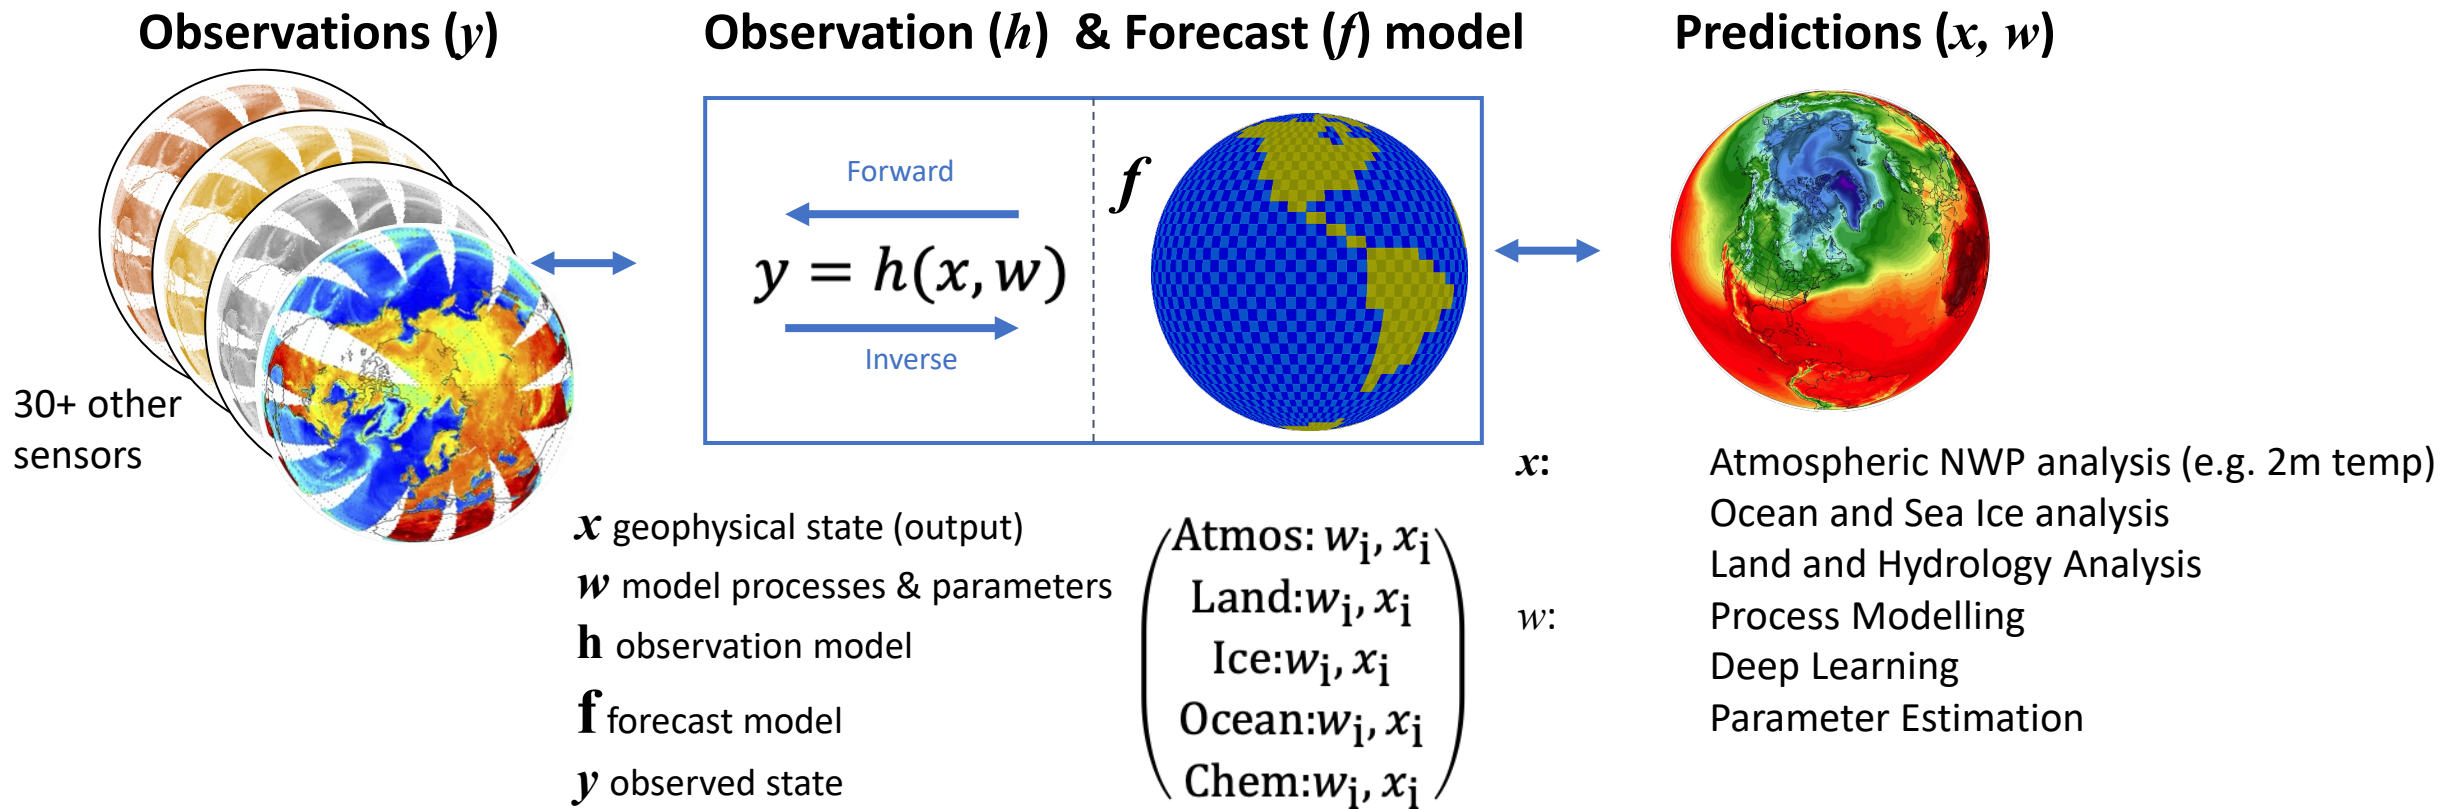 Observations (y)
30+ other
sensors
Observation (h) & Forecast (f) model
Forward
y = h(x, w)
Inverse
f
x geophysical state (output)
w model processes & parameters
h observation model
f forecast model
y observed state
Atmos: wᵢ, xᵢ
Land:wᵢ, xᵢ
Ice:wᵢ, xᵢ
Ocean:wᵢ, xᵢ
Chem:wᵢ, xᵢ
Predictions (x, w)
x: Atmospheric NWP analysis (e.g. 2m temp)
Ocean and Sea Ice analysis
Land and Hydrology Analysis
w: Process Modelling
Deep Learning
Parameter Estimation